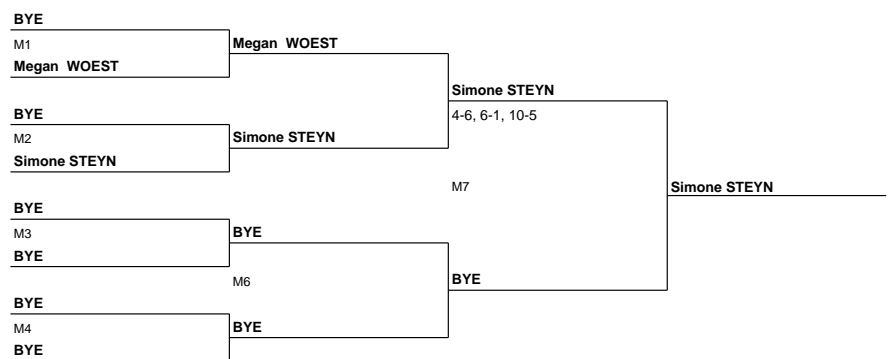 BYE
M1
Megan WOEST
Megan WOEST
Simone STEYN
4-6, 6-1, 10-5
BYE
M2
Simone STEYN
Simone STEYN
M7
Simone STEYN
BYE
M3
BYE
BYE
M6
BYE
BYE
M4
BYE
BYE